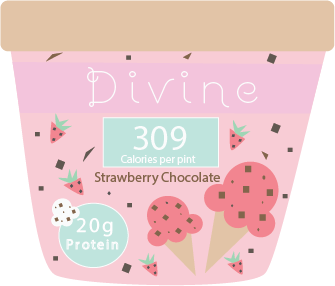 Divine
309
Calories per pint
Strawberry Chocolate
20g
Protein